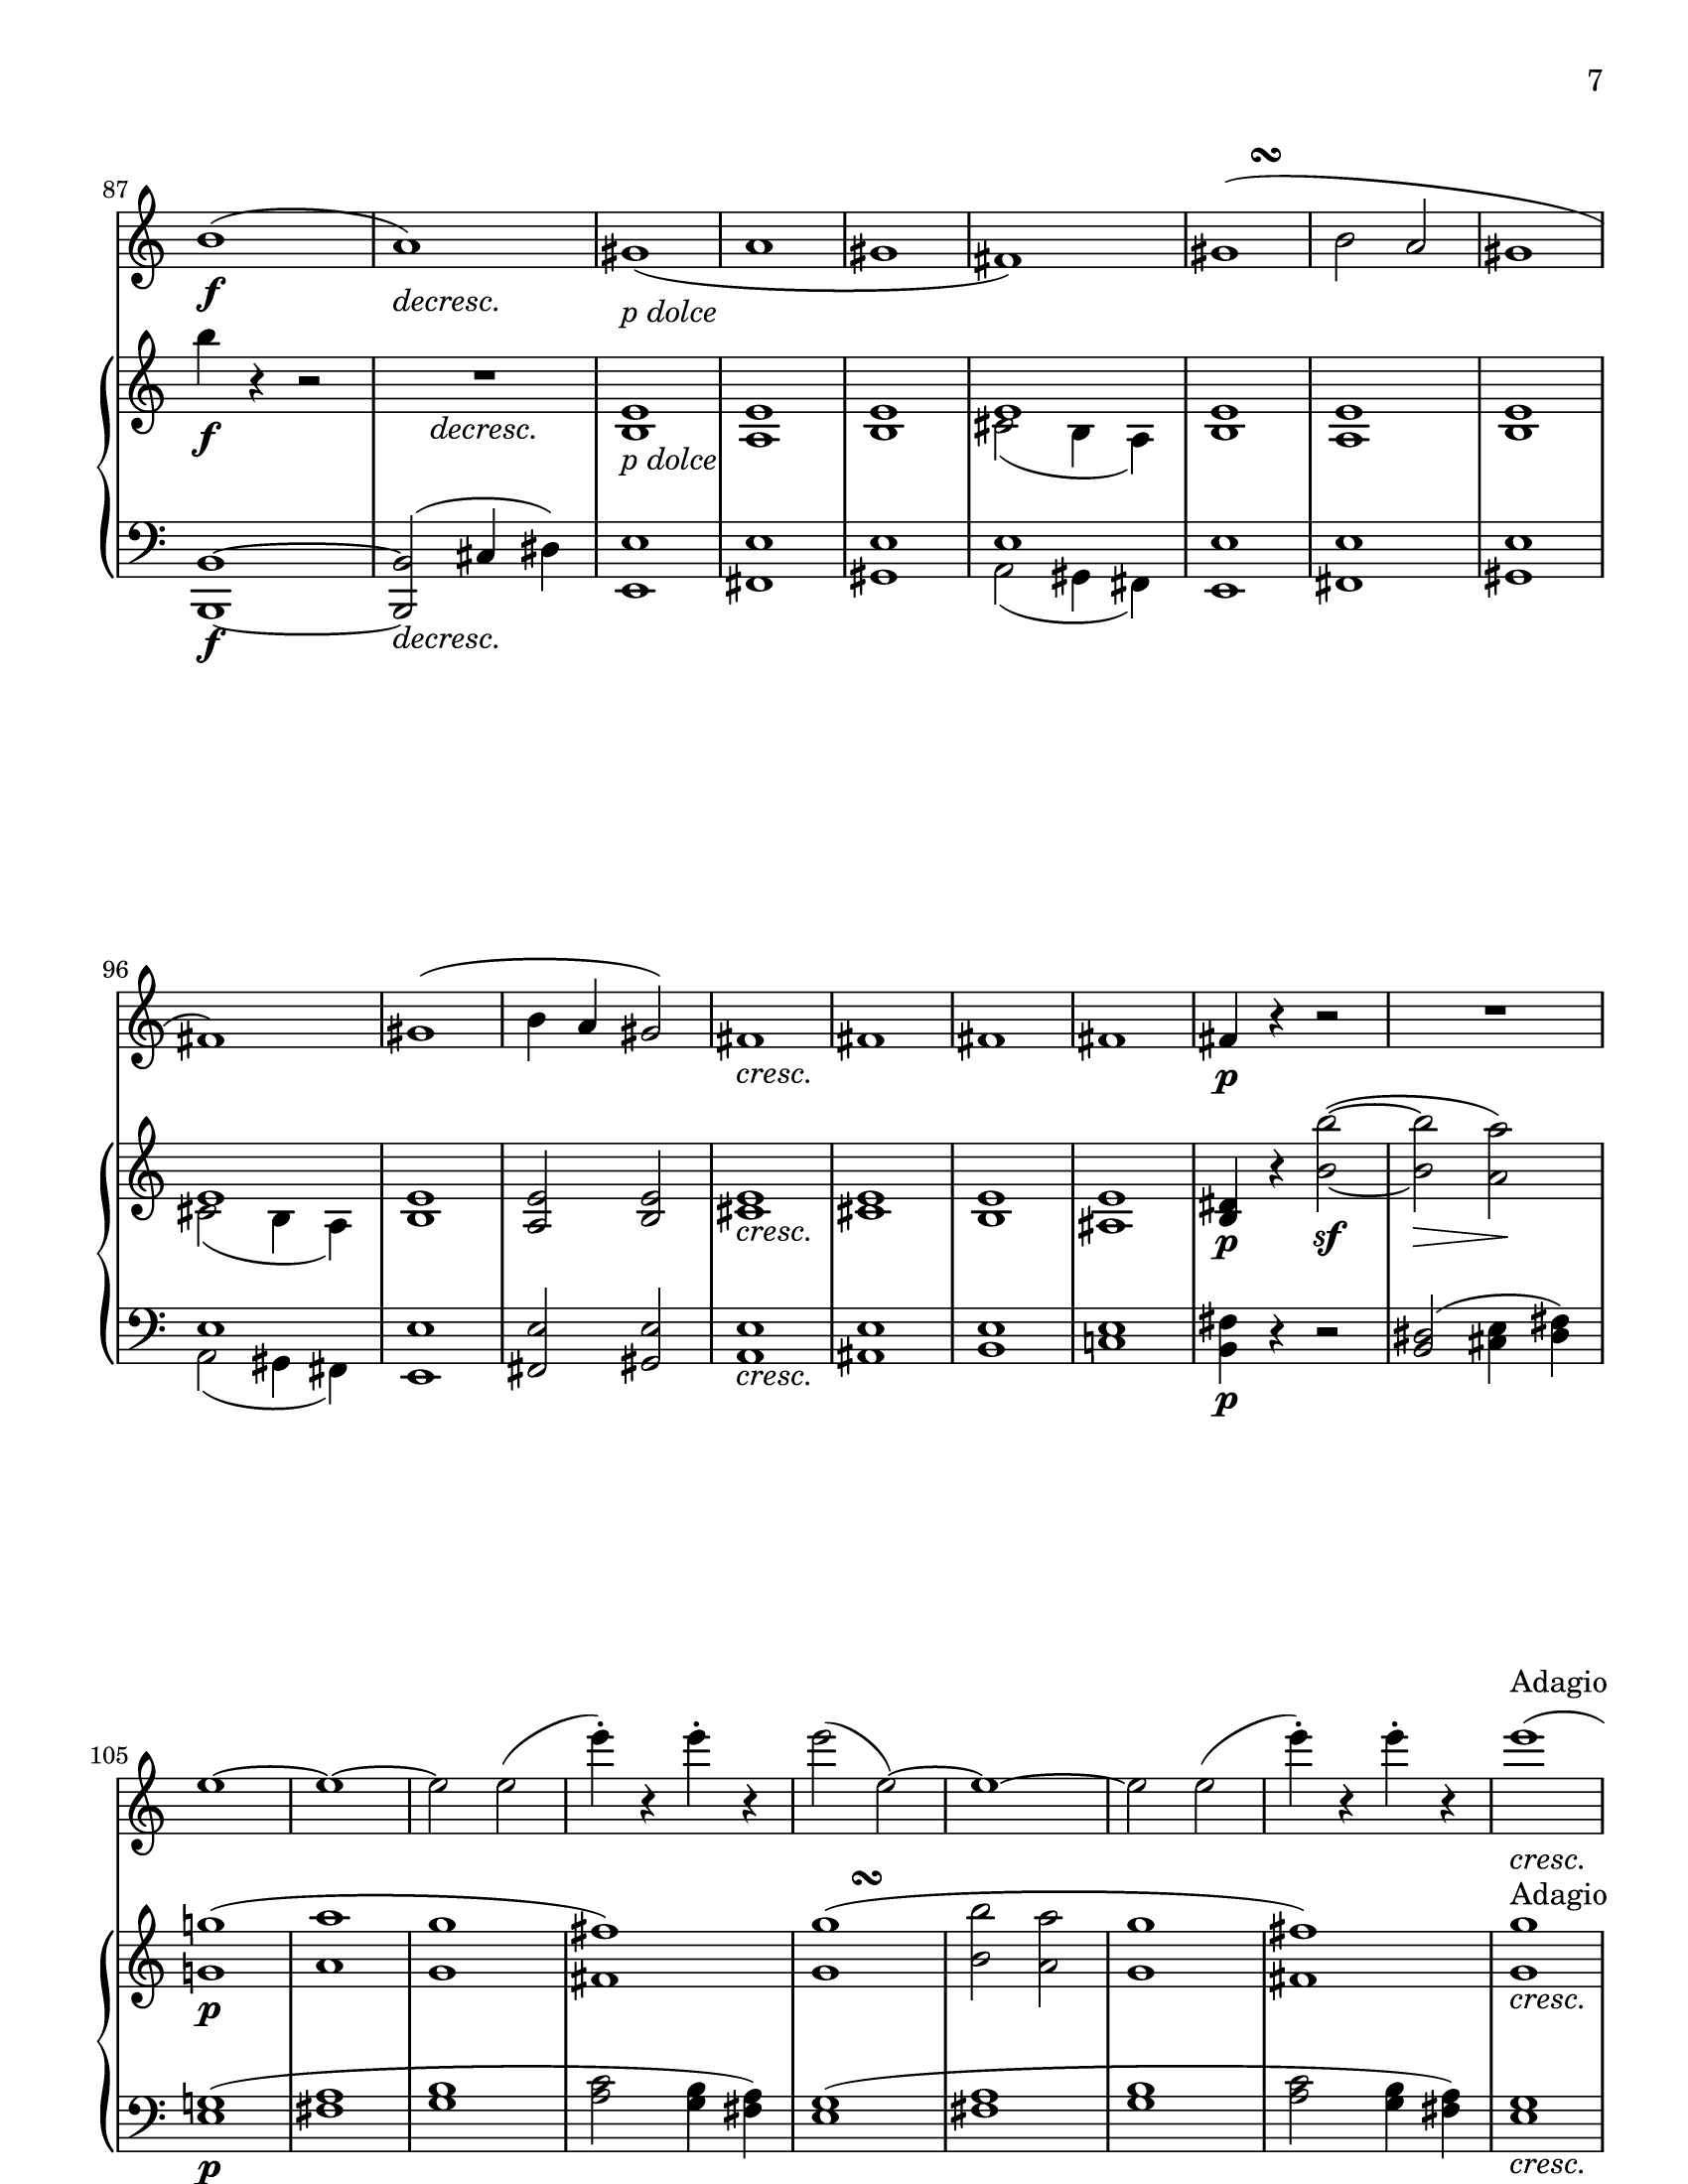 7
87
f decresc. p dolce
f decresc. p dolce
f decresc.
96
cresc. p
cresc. p sf
cresc. p
Adagio
105
cresc.
Adagio
p cresc.
p cresc.